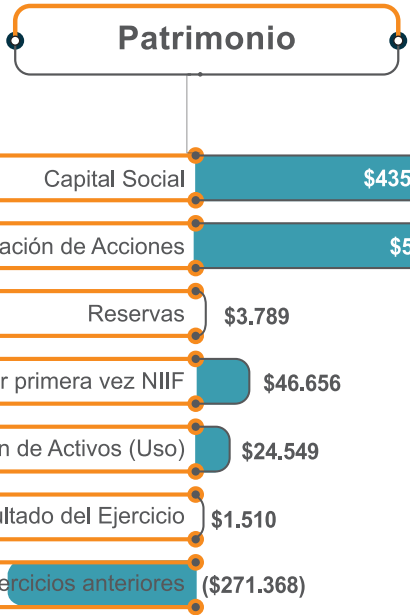 Patrimonio
Capital Social $435
ación de Acciones $5
Reservas $3.789
r primera vez NIIF $46.656
n de Activos (Uso) $24.549
ltado del Ejercicio $1.510
ercicios anteriores ($271.368)